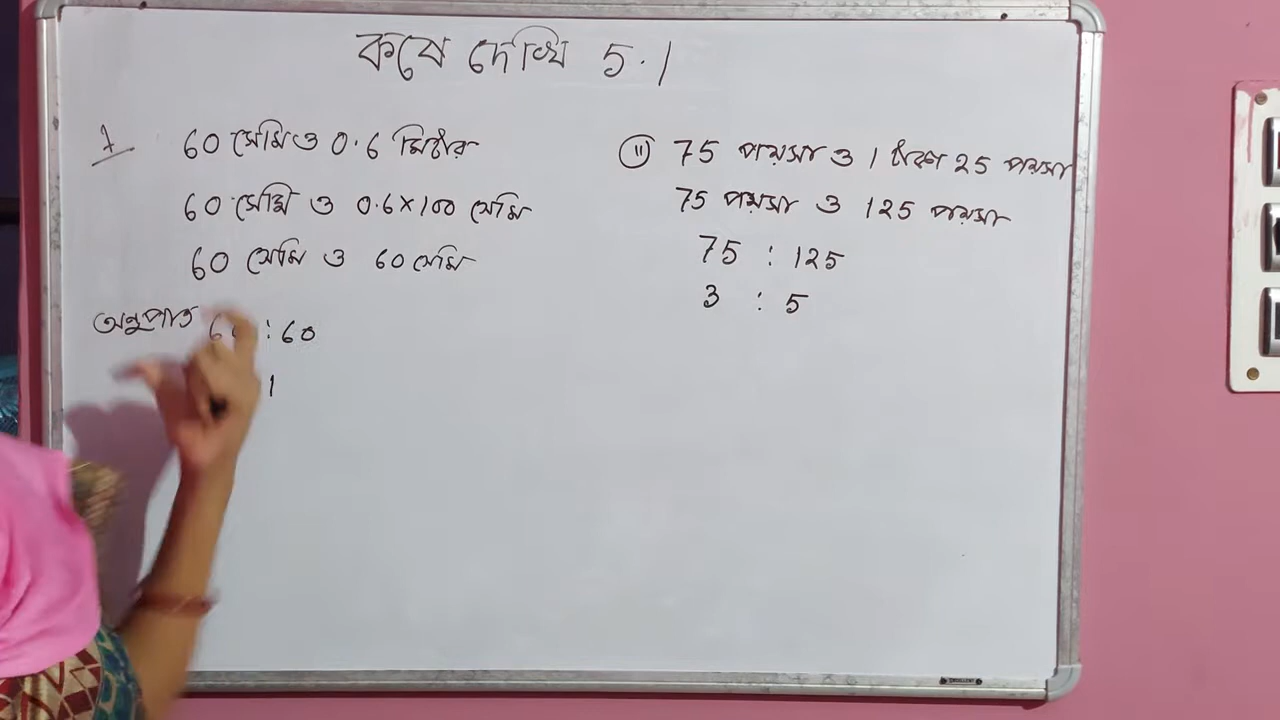 কষে দেখি 5.1
1 60 সেমি ও 0.6 মিটার
60 সেমি ও 0.6×100 সেমি
60 সেমি ও 60 সেমি
অনুপাত 60 : 60
1
(ii) 75 পয়সা ও 1 টাকা 25 পয়সা
75 পয়সা ও 125 পয়সা
75 : 125
3 : 5